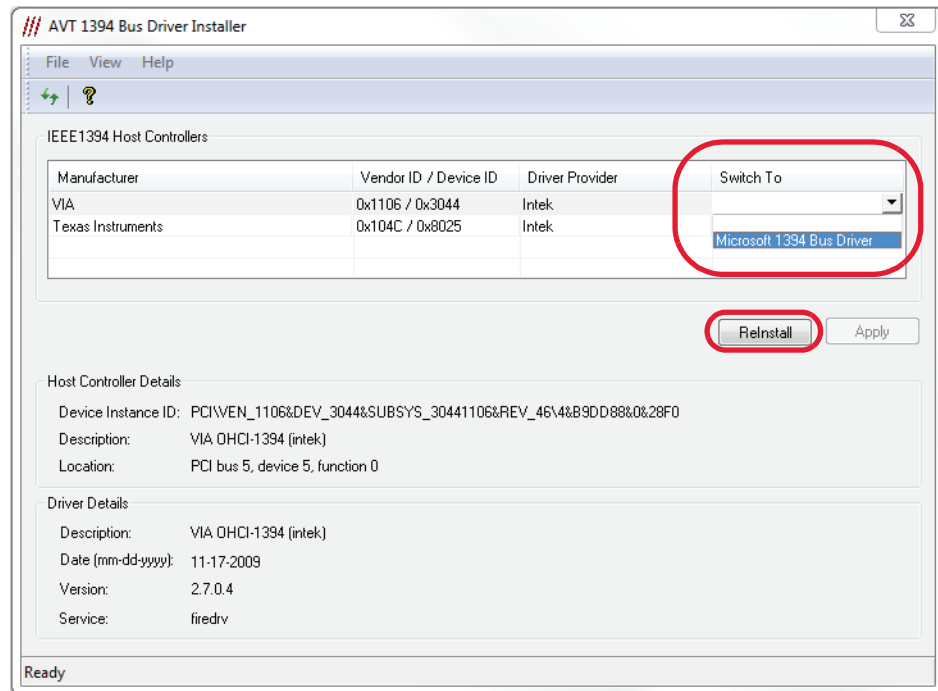 AVT 1394 Bus Driver Installer
File View Help
IEEE1394 Host Controllers
Manufacturer Vendor ID / Device ID Driver Provider Switch To
VIA 0x1106 / 0x3044 Intek
Texas Instruments 0x104C / 0x8025 Intek
Microsoft 1394 Bus Driver
ReInstall Apply
Host Controller Details
Device Instance ID: PCI\VEN_1106&DEV_3044&SUBSYS_30441106&REV_46\4&B9DD88&0&28F0
Description: VIA OHCI-1394 (intek)
Location: PCI bus 5, device 5, function 0
Driver Details
Description: VIA OHCI-1394 (intek)
Date (mm-dd-yyyy): 11-17-2009
Version: 2.7.0.4
Service: firedrv
Ready